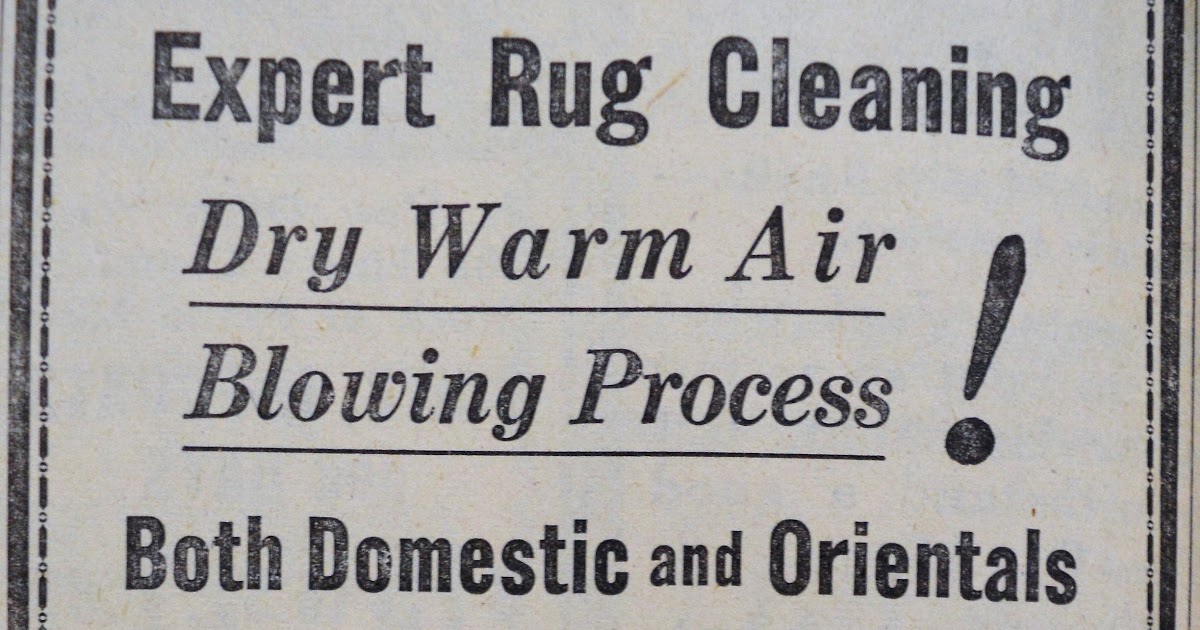 Expert Rug Cleaning
Dry Warm Air
Blowing Process !
Both Domestic and Orientals